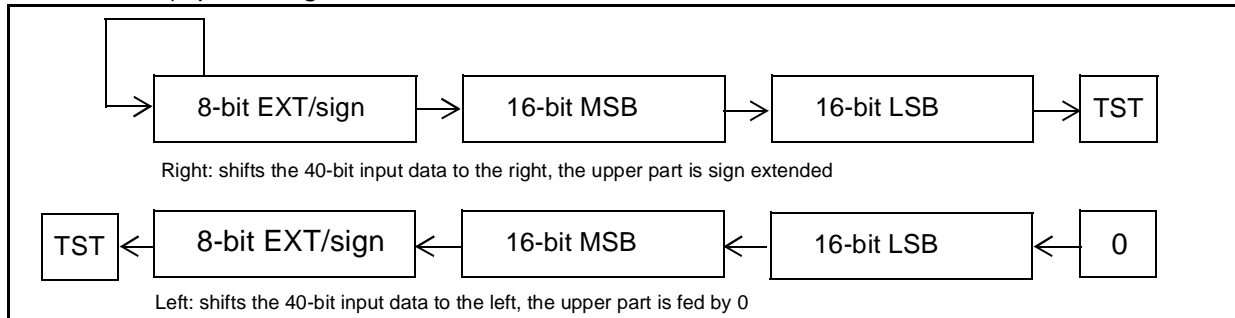 8-bit EXT/sign 16-bit MSB 16-bit LSB TST
Right: shifts the 40-bit input data to the right, the upper part is sign extended
TST 8-bit EXT/sign 16-bit MSB 16-bit LSB 0
Left: shifts the 40-bit input data to the left, the upper part is fed by 0